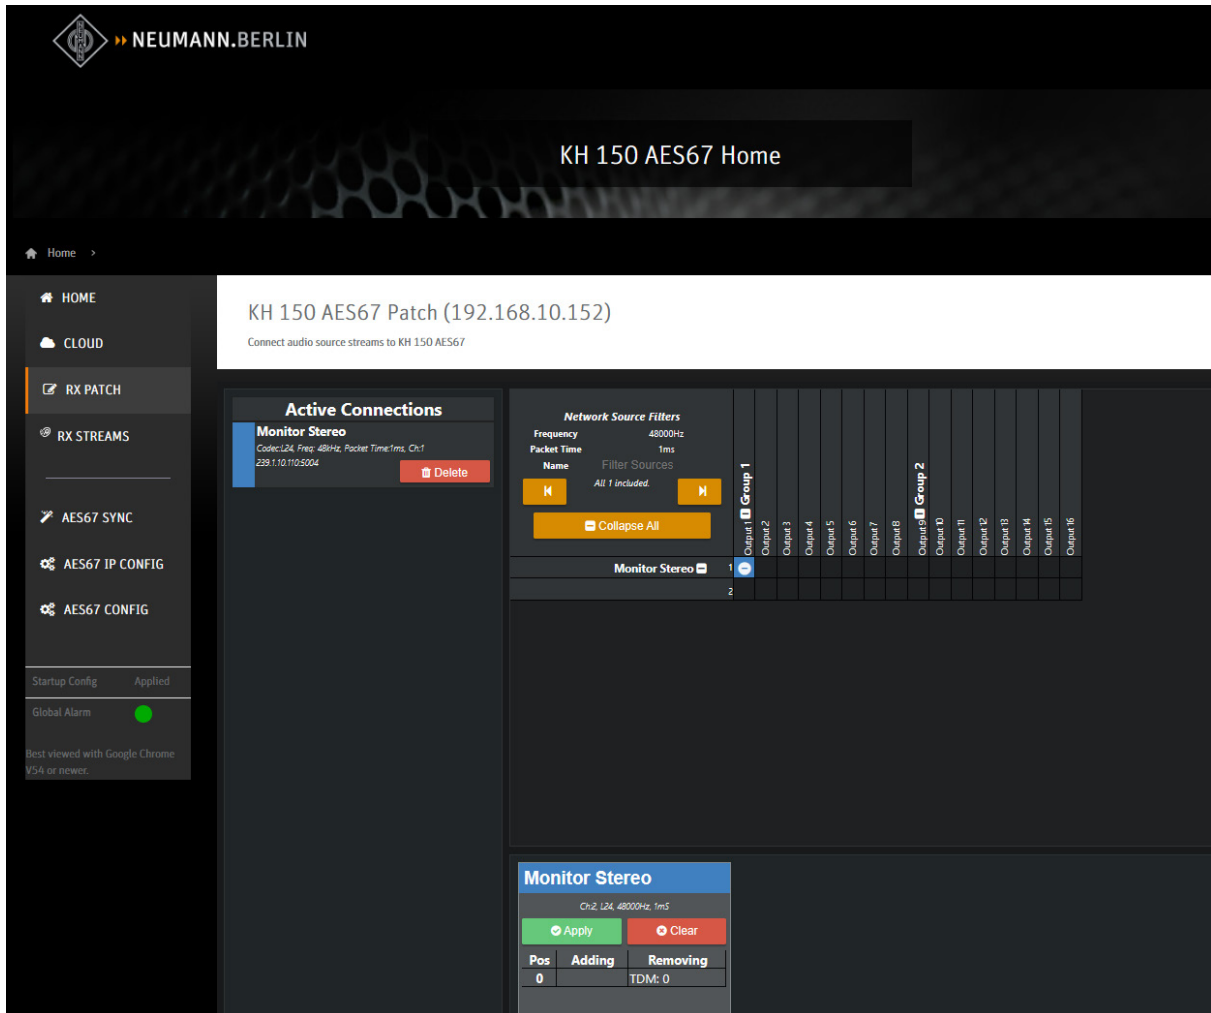 NEUMANN.BERLIN
KH 150 AES67 Home
Home >
HOME
CLOUD
RX PATCH
RX STREAMS
AES67 SYNC
AES67 IP CONFIG
AES67 CONFIG
Startup Config Applied
Global Alarm
Best viewed with Google Chrome
V54 or newer.
KH 150 AES67 Patch (192.168.10.152)
Connect audio source streams to KH 150 AES67
Active Connections
Monitor Stereo
Codec:L24, Freq: 48kHz, Packet Time:1ms, Ch:1
239.1.10.110:5004
Delete
Network Source Filters
Frequency 48000Hz
Packet Time 1ms
Name Filter Sources
All 1 included.
Collapse All
Output 1 Group 1
Output 2
Output 3
Output 4
Output 5
Output 6
Output 7
Output 8
Output 9 Group 2
Output 10
Output 11
Output 12
Output 13
Output 14
Output 15
Output 16
Monitor Stereo 1
2
Monitor Stereo
Ch:2, L24, 48000Hz, 1mS
Apply Clear
Pos Adding Removing
0 TDM: 0